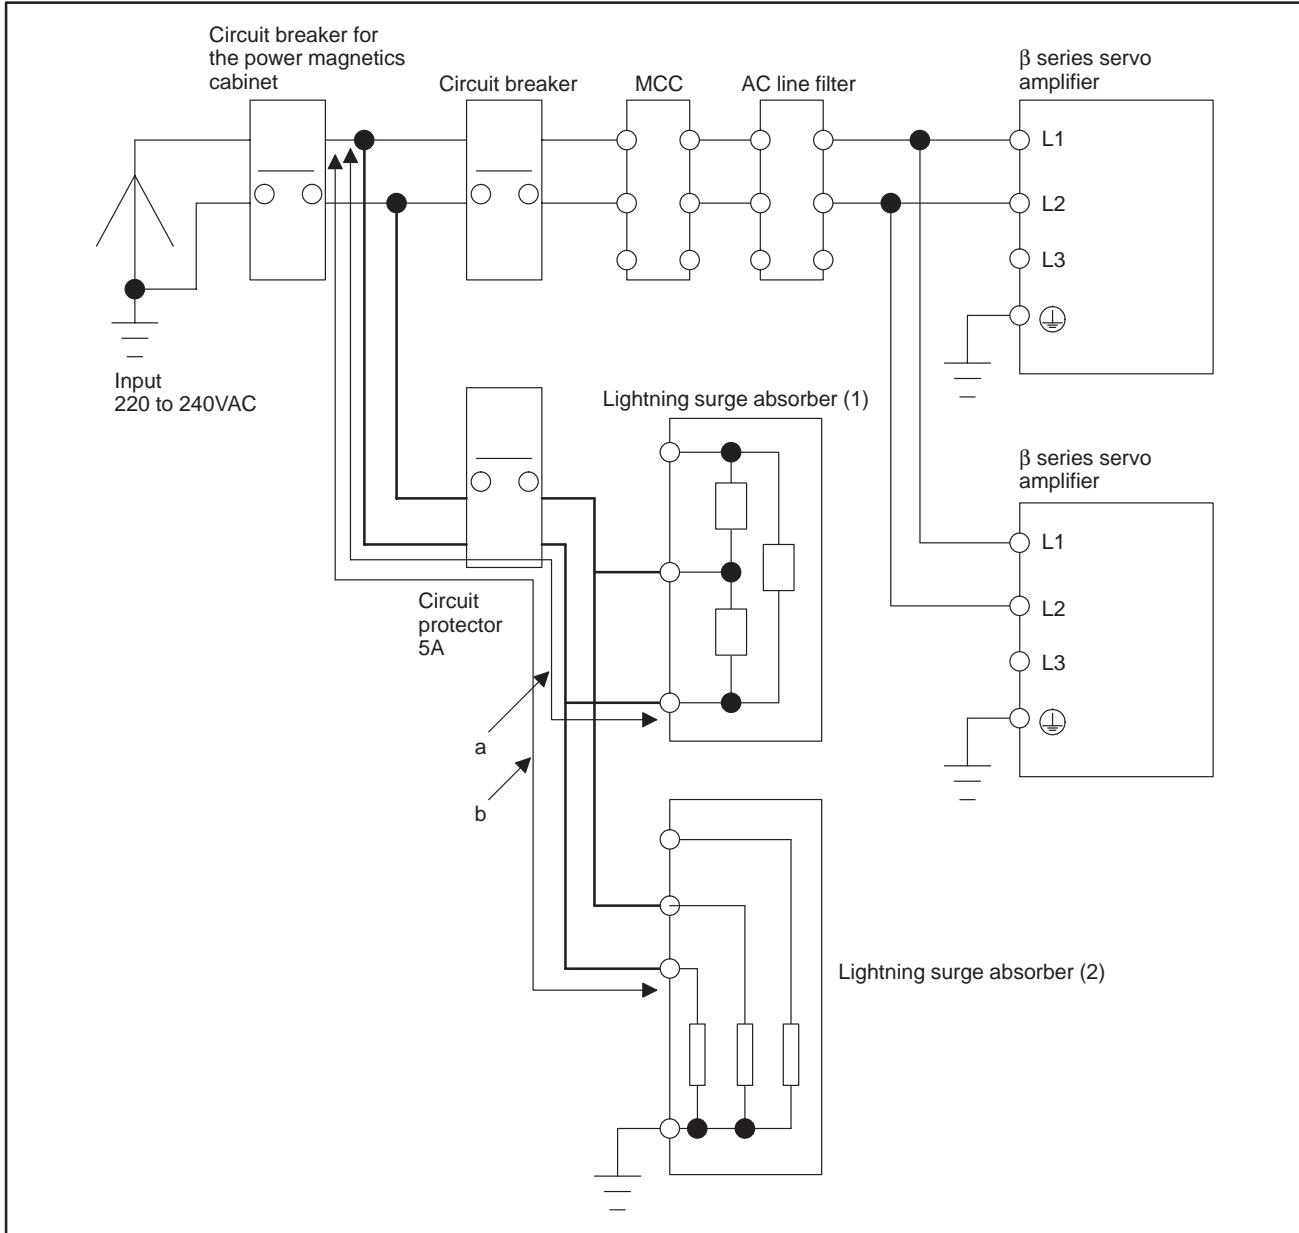 Circuit breaker for
the power magnetics
cabinet
Circuit breaker
MCC
AC line filter
β series servo
amplifier
L1
L2
L3
Input
220 to 240VAC
Lightning surge absorber (1)
β series servo
amplifier
L1
L2
L3
Circuit
protector
5A
a
b
Lightning surge absorber (2)